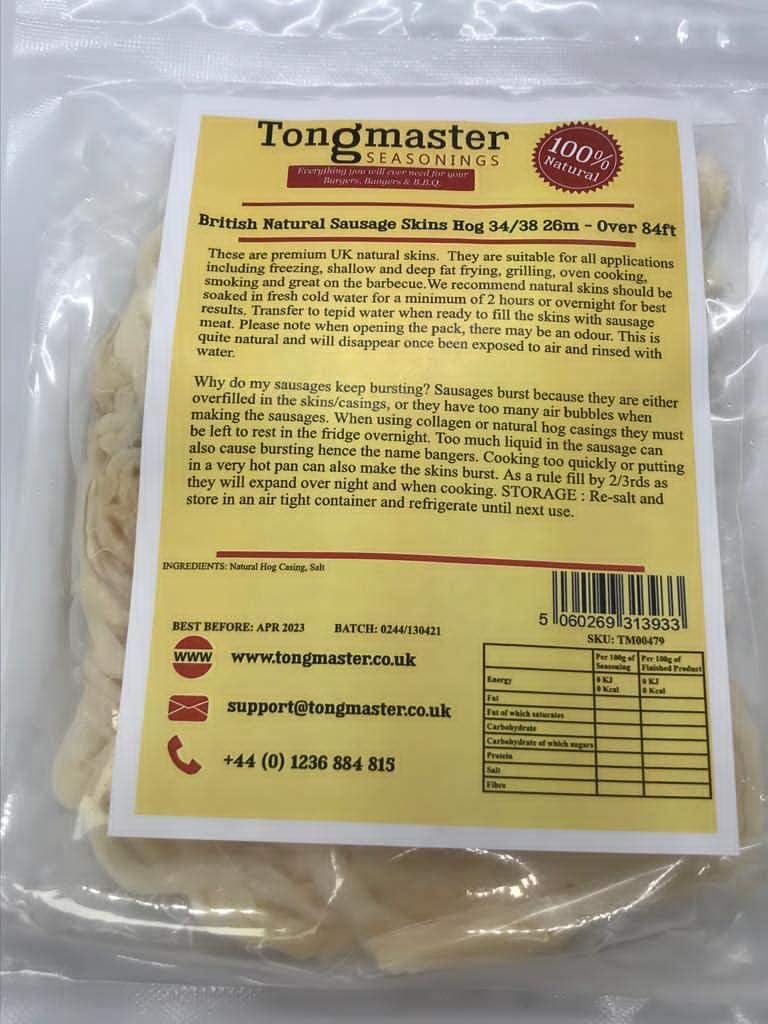 Tongmaster
SEASONINGS
Everything you will ever need for your
Burgers, Bangers & B.B.Q.
100%
Natural
British Natural Sausage Skins Hog 34/38 26m - Over 84ft
These are premium UK natural skins. They are suitable for all applications
including freezing, shallow and deep fat frying, grilling, oven cooking,
smoking and great on the barbecue.We recommend natural skins should be
soaked in fresh cold water for a minimum of 2 hours or overnight for best
results. Transfer to tepid water when ready to fill the skins with sausage
meat. Please note when opening the pack, there may be an odour. This is
quite natural and will disappear once been exposed to air and rinsed with
water.
Why do my sausages keep bursting? Sausages burst because they are either
overfilled in the skins/casings, or they have too many air bubbles when
making the sausages. When using collagen or natural hog casings they must
be left to rest in the fridge overnight. Too much liquid in the sausage can
also cause bursting hence the name bangers. Cooking too quickly or putting
in a very hot pan can also make the skins burst. As a rule fill by 2/3rds as
they will expand over night and when cooking. STORAGE : Re-salt and
store in an air tight container and refrigerate until next use.
INGREDIENTS: Natural Hog Casing, Salt
5 060269 313933
SKU: TM00479
BEST BEFORE: APR 2023 BATCH: 0244/130421
www www.tongmaster.co.uk
support@tongmaster.co.uk
+44 (0) 1236 884 815
Per 100g of Per 100g of
Seasoning Finished Product
Energy 0 KJ 0 KJ
0 Kcal 0 Kcal
Fat
Fat of which saturates
Carbohydrate
Carbohydrate of which sugars
Protein
Salt
Fibre